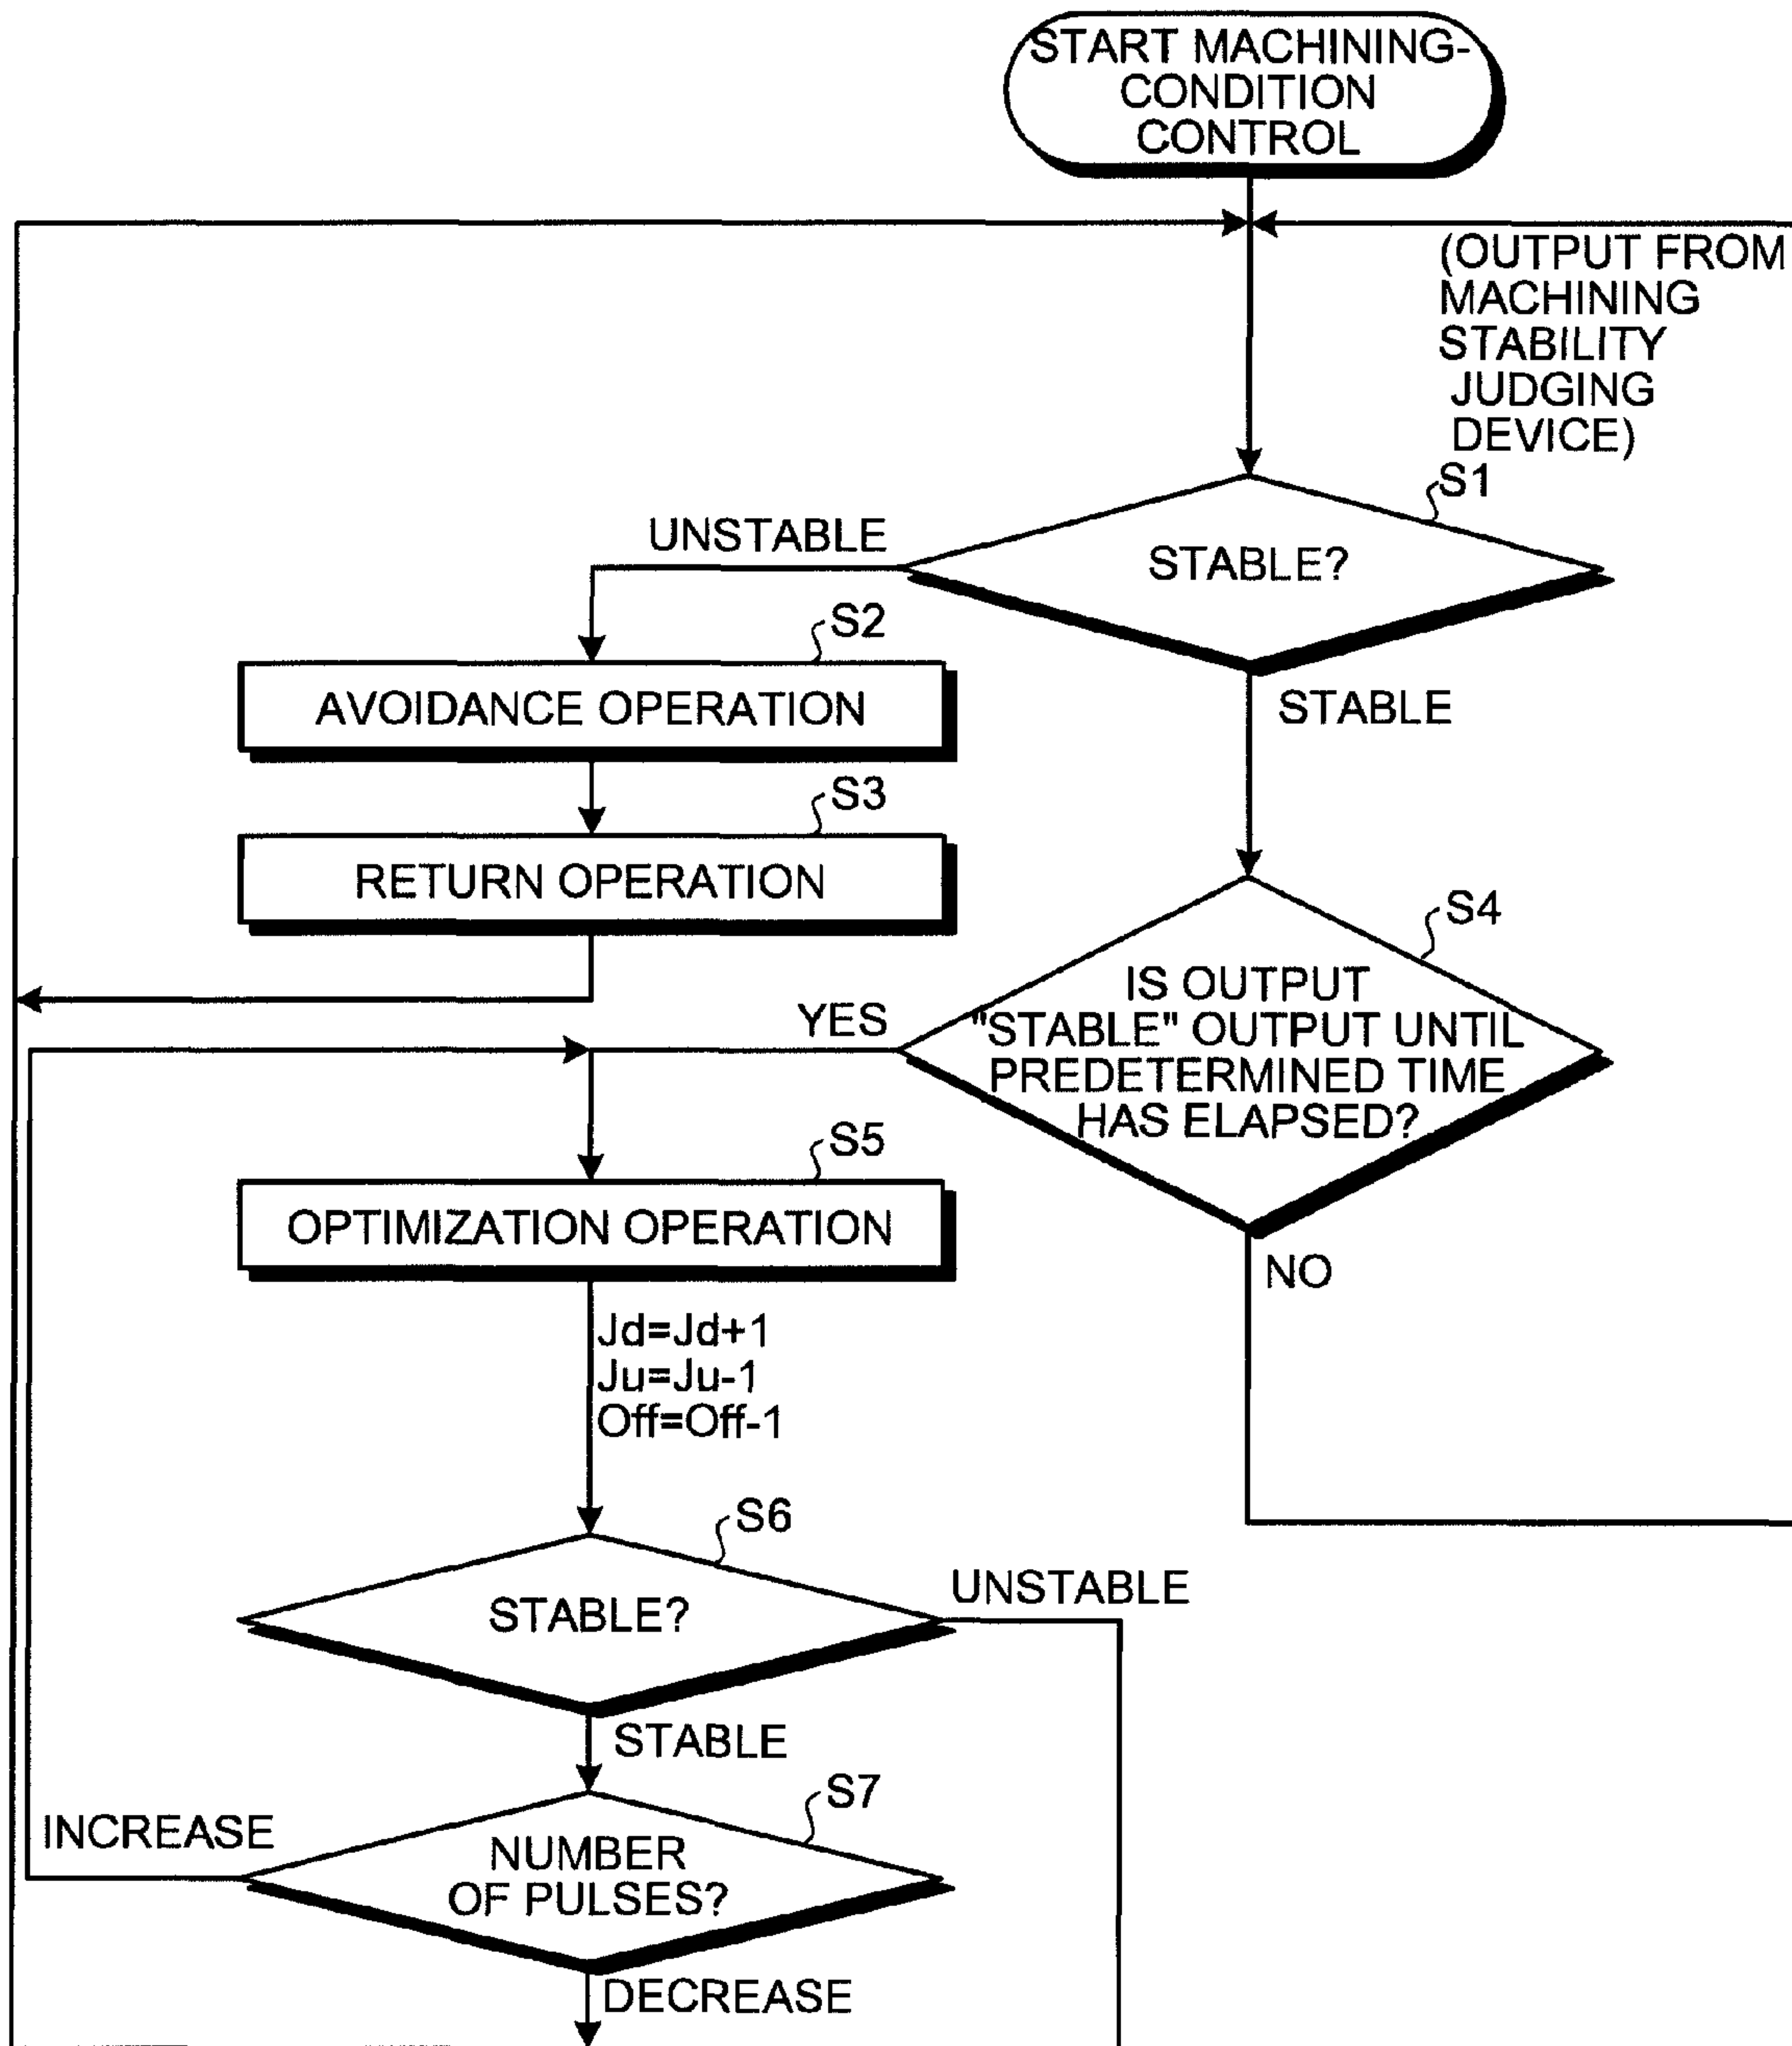 START MACHINING-
CONDITION
CONTROL
(OUTPUT FROM
MACHINING
STABILITY
JUDGING
DEVICE)
S1
STABLE?
UNSTABLE
STABLE
S2
AVOIDANCE OPERATION
S3
RETURN OPERATION
S4
IS OUTPUT
"STABLE" OUTPUT UNTIL
PREDETERMINED TIME
HAS ELAPSED?
YES
NO
S5
OPTIMIZATION OPERATION
Jd=Jd+1
Ju=Ju-1
Off=Off-1
S6
STABLE?
UNSTABLE
STABLE
S7
NUMBER
OF PULSES?
INCREASE
DECREASE